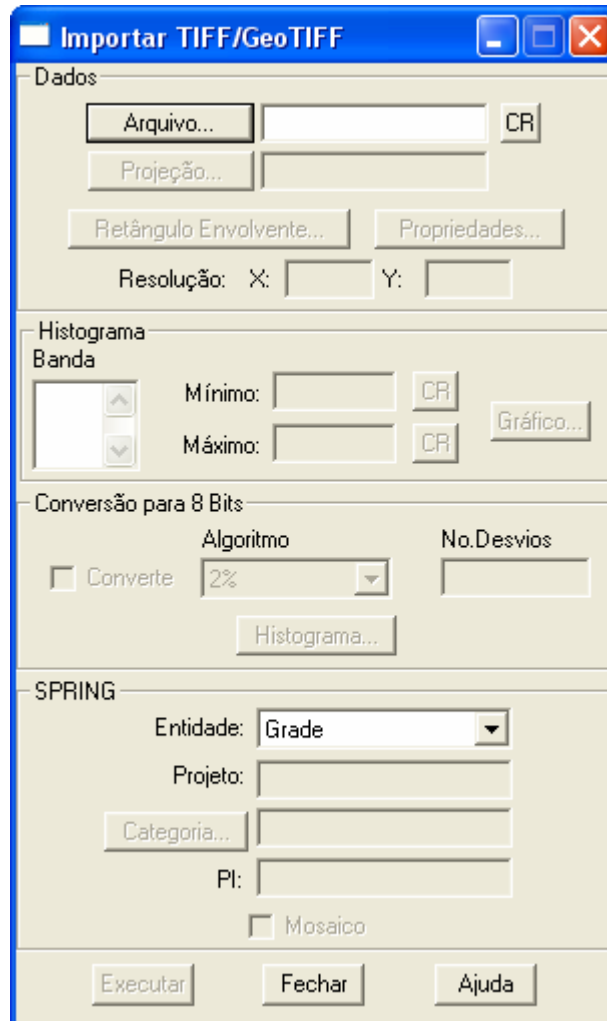 Importar TIFF/GeoTIFF
Dados
Arquivo... CR
Projeção...
Retângulo Envolvente... Propriedades...
Resolução: X: Y:
Histograma
Banda
Mínimo: CR
Gráfico...
Máximo: CR
Conversão para 8 Bits
Algoritmo No.Desvios
Converte 2%
Histograma...
SPRING
Entidade: Grade
Projeto:
Categoria...
PI:
Mosaico
Executar Fechar Ajuda